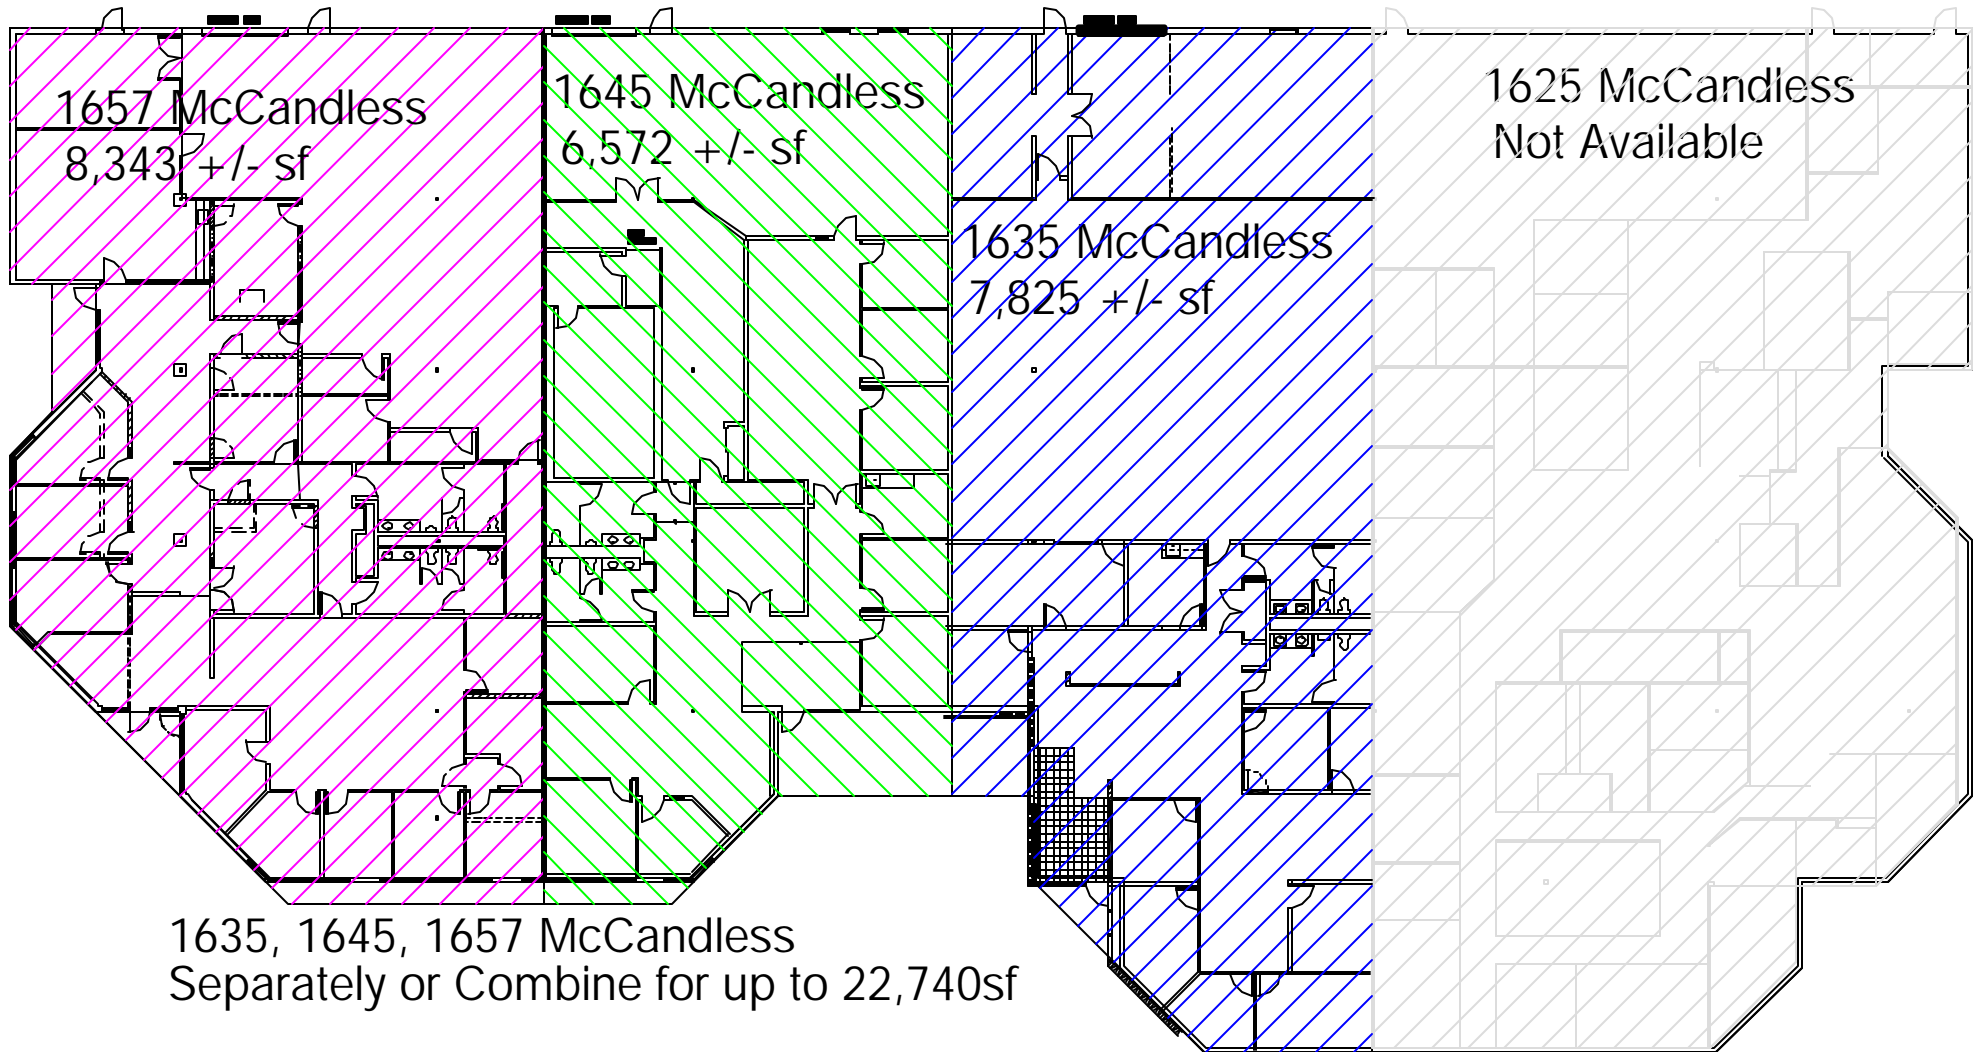 1657 McCandless
8,343 +/- sf
1645 McCandless
6,572 +/- sf
1635 McCandless
7,825 +/- sf
1625 McCandless
Not Available
1635, 1645, 1657 McCandless
Separately or Combine for up to 22,740sf